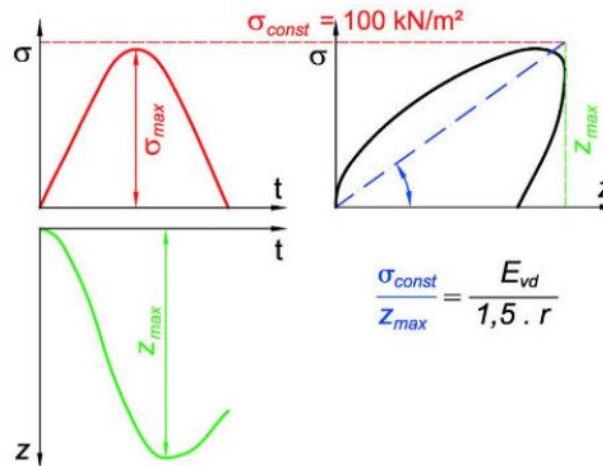 σconst = 100 kN/m²
σ
σmax
t
σ
zmax
z
t
zmax
z
σconst / zmax = Evd / 1,5 . r